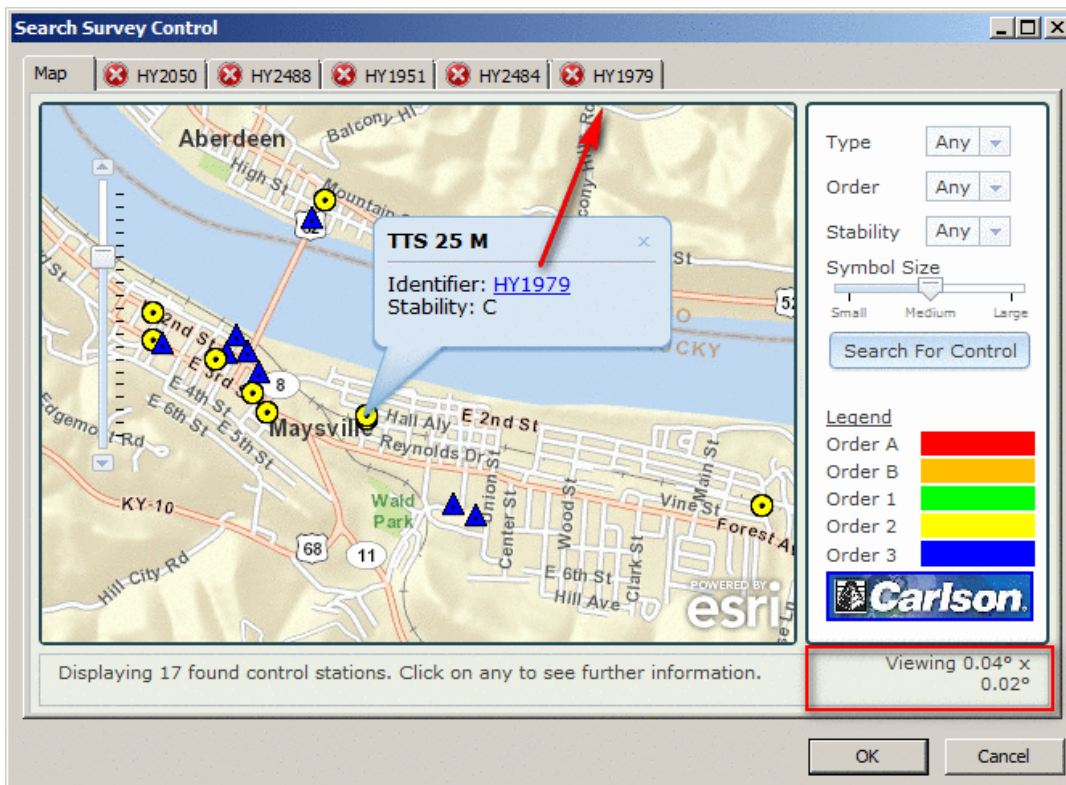 Search Survey Control
Map
HY2050
HY2488
HY1951
HY2484
HY1979
Aberdeen
Balcony Hl
High St
Mountain
62
TTS 25 M
Identifier: HY1979
Stability: C
St
52
CKY
2nd St
E 3rd St
E 4th St
E 5th St
E 6th St
Edgemont Rd
8
Maysville
Hall Aly
E 2nd St
Reynolds Dr
Union St
Center St
Wood St
Clark St
Main St
Vine St
Forest Av
Wald
Park
KY-10
68
11
Hill City Rd
E 6th St
Hill Ave
POWERED BY
esri
Type
Any
Order
Any
Stability
Any
Symbol Size
Small
Medium
Large
Search For Control
Legend
Order A
Order B
Order 1
Order 2
Order 3
Carlson
Displaying 17 found control stations. Click on any to see further information.
Viewing 0.04° x
0.02°
OK
Cancel